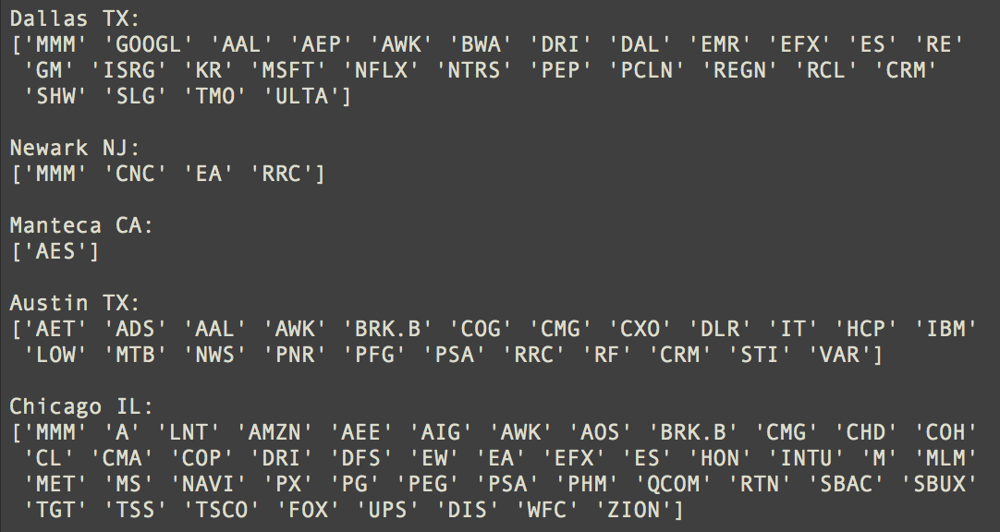 Dallas TX:
['MMM' 'GOOGL' 'AAL' 'AEP' 'AWK' 'BWA' 'DRI' 'DAL' 'EMR' 'EFX' 'ES' 'RE'
'GM' 'ISRG' 'KR' 'MSFT' 'NFLX' 'NTRS' 'PEP' 'PCLN' 'REGN' 'RCL' 'CRM'
'SHW' 'SLG' 'TMO' 'ULTA']
Newark NJ:
['MMM' 'CNC' 'EA' 'RRC']
Manteca CA:
['AES']
Austin TX:
['AET' 'ADS' 'AAL' 'AWK' 'BRK.B' 'COG' 'CMG' 'CXO' 'DLR' 'IT' 'HCP' 'IBM'
'LOW' 'MTB' 'NWS' 'PNR' 'PFG' 'PSA' 'RRC' 'RF' 'CRM' 'STI' 'VAR']
Chicago IL:
['MMM' 'A' 'LNT' 'AMZN' 'AEE' 'AIG' 'AWK' 'AOS' 'BRK.B' 'CMG' 'CHD' 'COH'
'CL' 'CMA' 'COP' 'DRI' 'DFS' 'EW' 'EA' 'EFX' 'ES' 'HON' 'INTU' 'M' 'MLM'
'MET' 'MS' 'NAVI' 'PX' 'PG' 'PEG' 'PSA' 'PHM' 'QCOM' 'RTN' 'SBAC' 'SBUX'
'TGT' 'TSS' 'TSCO' 'FOX' 'UPS' 'DIS' 'WFC' 'ZION']